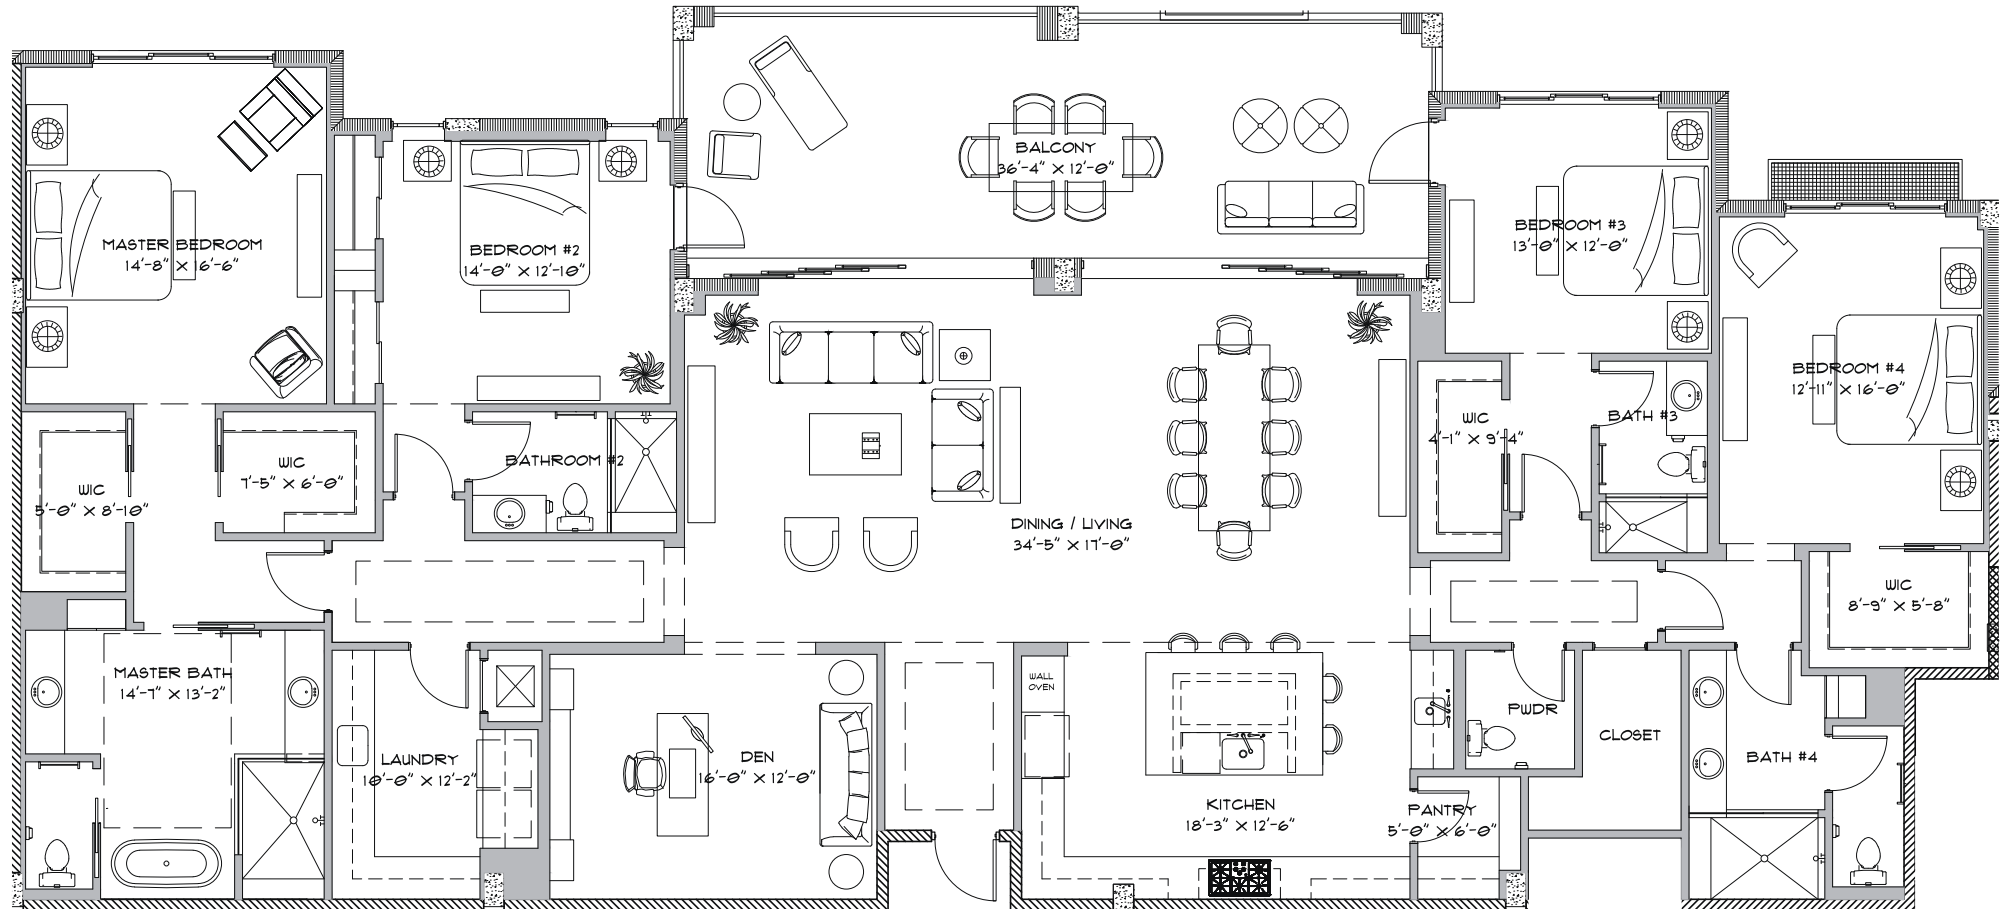 BALCONY
36'-4" X 12'-0"
MASTER BEDROOM
14'-8" X 16'-6"
BEDROOM #2
14'-0" X 12'-10"
BEDROOM #3
13'-0" X 12'-0"
BEDROOM #4
12'-11" X 16'-0"
WIC
5'-0" X 8'-10"
WIC
7'-5" X 6'-0"
BATHROOM #2
DINING / LIVING
34'-5" X 17'-0"
WIC
4'-1" X 9'-4"
BATH #3
WIC
8'-9" X 5'-8"
MASTER BATH
14'-7" X 13'-2"
LAUNDRY
10'-0" X 12'-2"
DEN
16'-0" X 12'-0"
WALL
OVEN
KITCHEN
18'-3" X 12'-6"
PANTRY
5'-0" X 6'-0"
PWDR
CLOSET
BATH #4